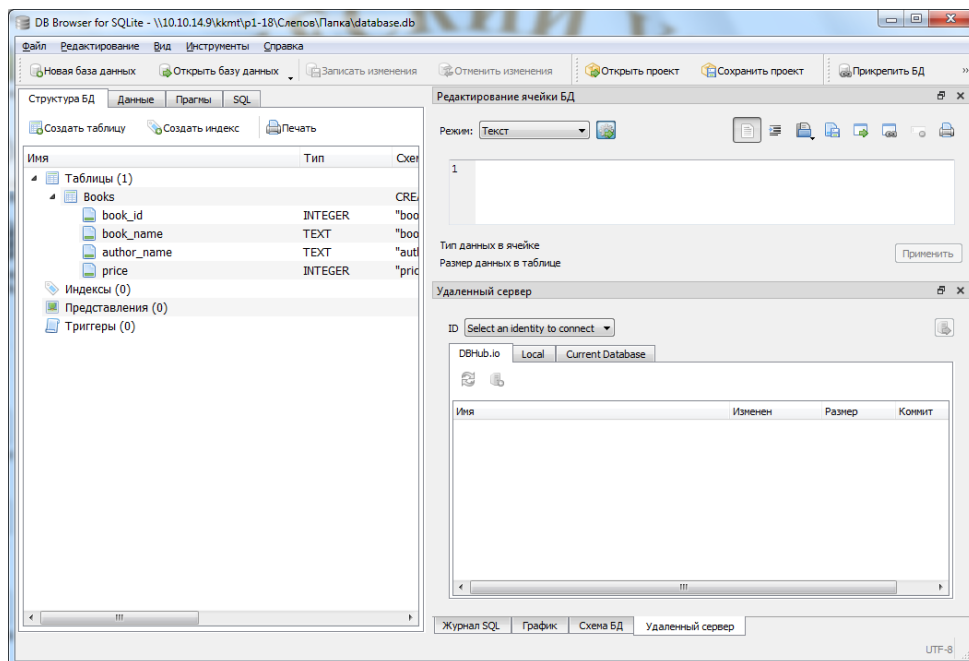 DB Browser for SQLite - \\10.10.14.9\kkmt\p1-18\Слепов\Папка\database.db
Файл Редактирование Вид Инструменты Справка
Новая база данных Открыть базу данных Записать изменения Отменить изменения Открыть проект Сохранить проект Прикрепить БД »
Структура БД Данные Прагмы SQL
Создать таблицу Создать индекс Печать
Имя Тип Схем
Таблицы (1)
Books CREA
book_id INTEGER "boo
book_name TEXT "boo
author_name TEXT "auth
price INTEGER "pric
Индексы (0)
Представления (0)
Триггеры (0)
Редактирование ячейки БД
Режим: Текст
1
Тип данных в ячейке
Размер данных в таблице
Применить
Удаленный сервер
ID Select an identity to connect
DBHub.io Local Current Database
Имя Изменен Размер Коммит
Журнал SQL График Схема БД Удаленный сервер
UTF-8